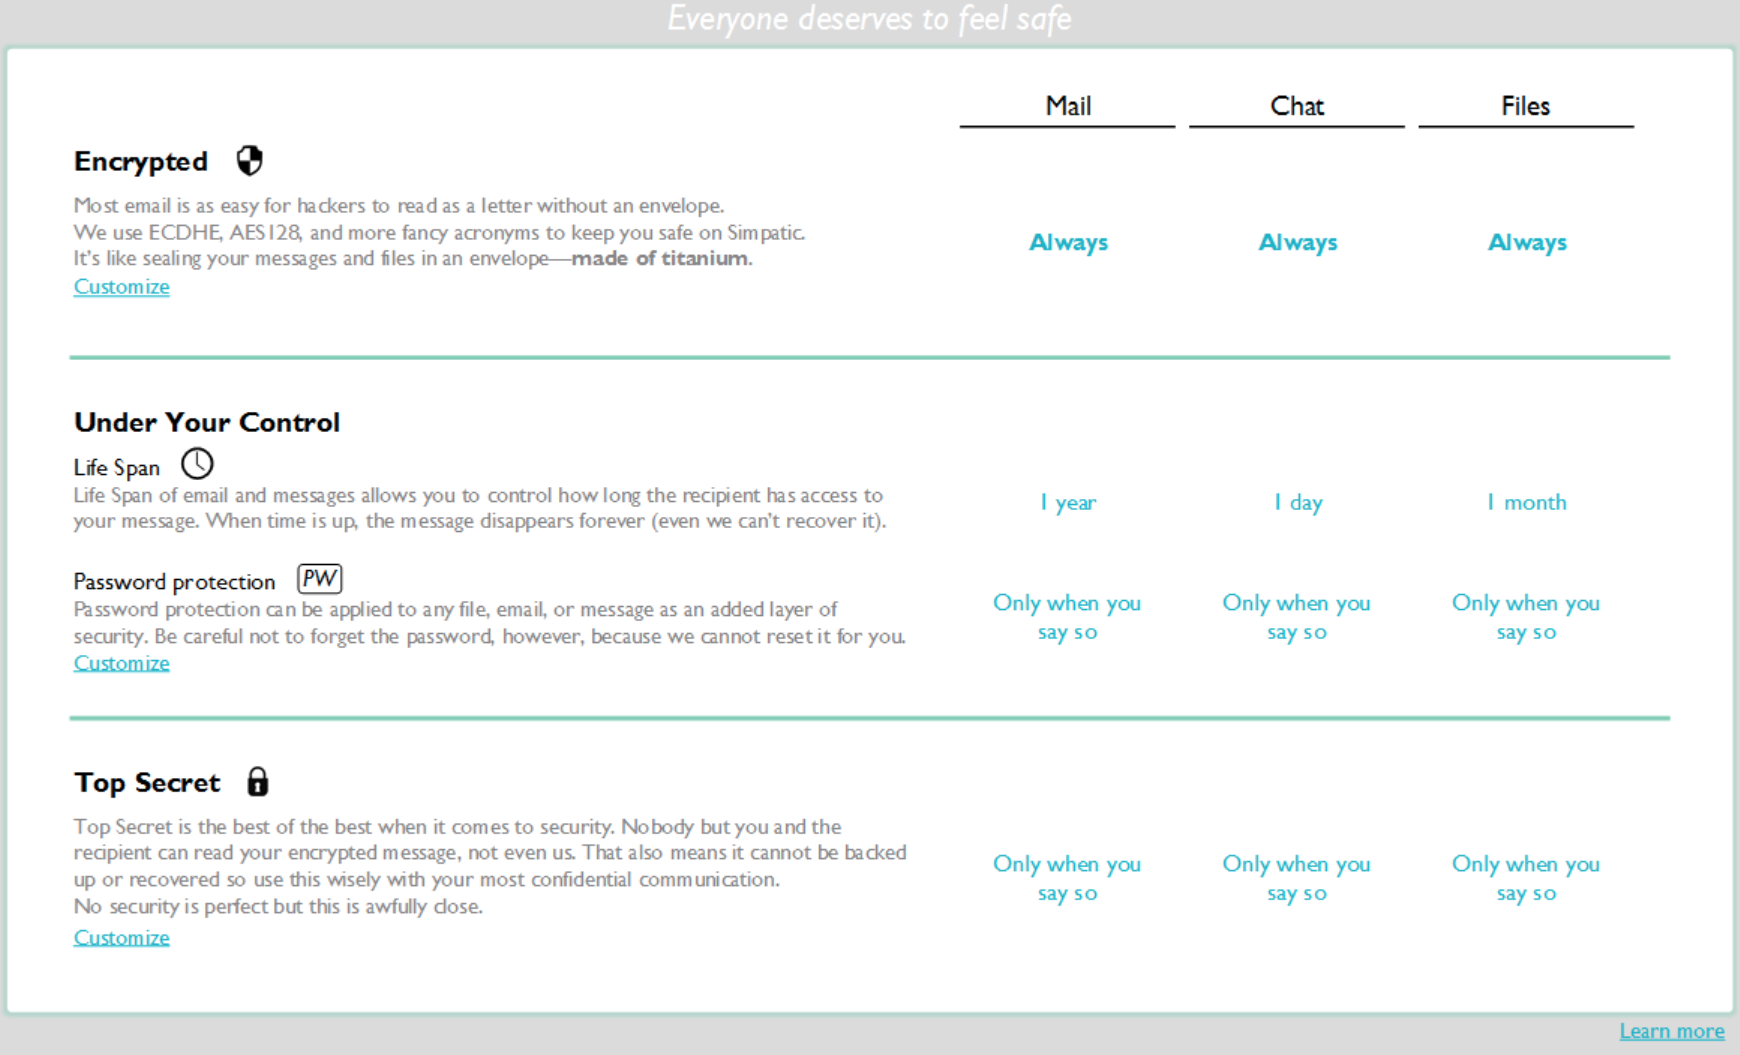 Everyone deserves to feel safe
Mail Chat Files
Encrypted
Most email is as easy for hackers to read as a letter without an envelope.
We use ECDHE, AES128, and more fancy acronyms to keep you safe on Simpatic.
It's like sealing your messages and files in an envelope—made of titanium.
Always Always Always
Customize
Under Your Control
Life Span
Life Span of email and messages allows you to control how long the recipient has access to
your message. When time is up, the message disappears forever (even we can't recover it).
1 year 1 day 1 month
Password protection PW
Password protection can be applied to any file, email, or message as an added layer of
security. Be careful not to forget the password, however, because we cannot reset it for you.
Only when you Only when you Only when you
say so say so say so
Customize
Top Secret
Top Secret is the best of the best when it comes to security. Nobody but you and the
recipient can read your encrypted message, not even us. That also means it cannot be backed
up or recovered so use this wisely with your most confidential communication.
No security is perfect but this is awfully close.
Only when you Only when you Only when you
say so say so say so
Customize
Learn more